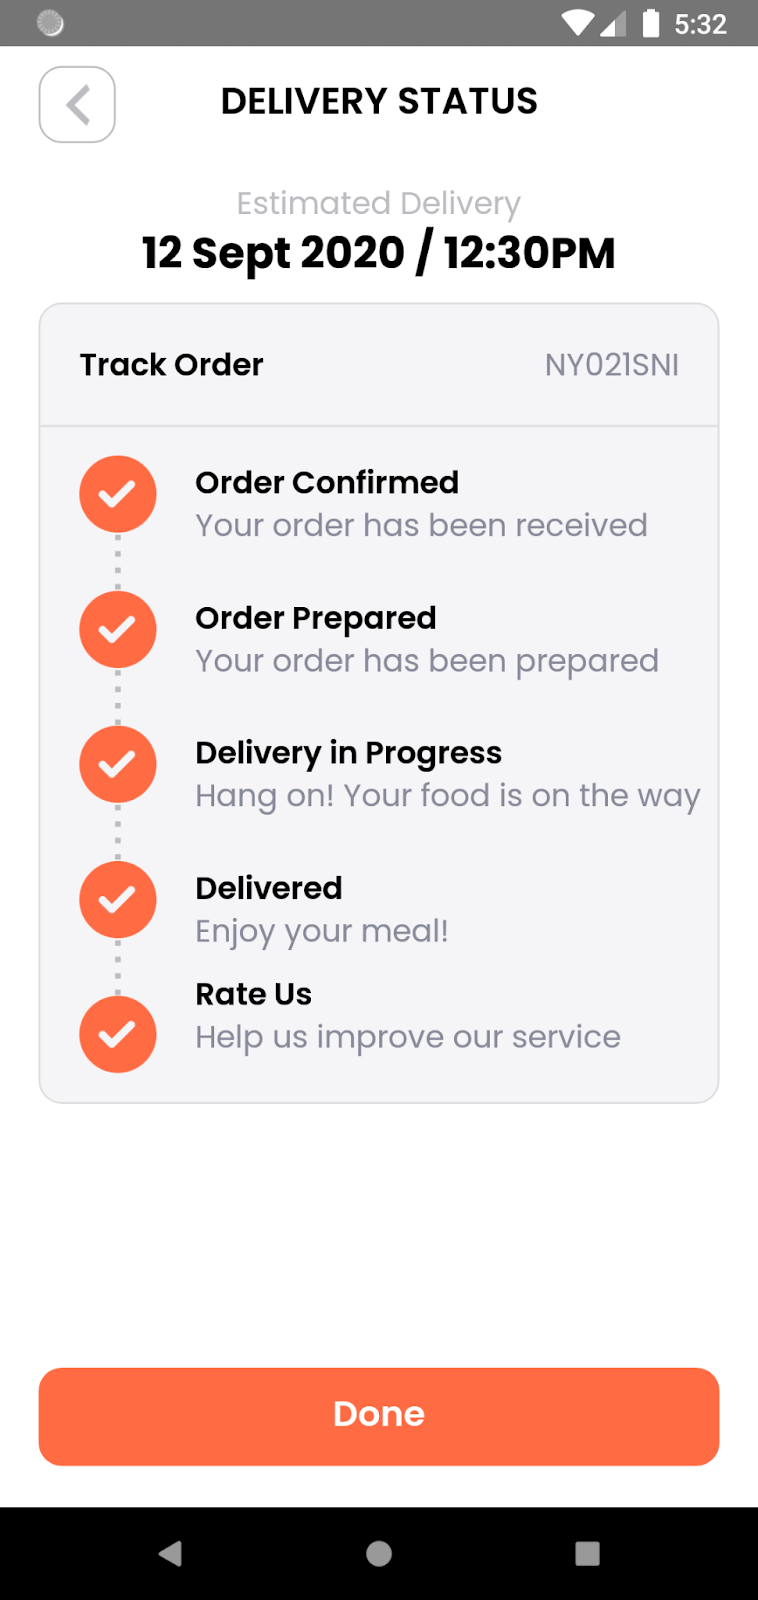 5:32
DELIVERY STATUS
Estimated Delivery
12 Sept 2020 / 12:30PM
Track Order NY021SNI
Order Confirmed
Your order has been received
Order Prepared
Your order has been prepared
Delivery in Progress
Hang on! Your food is on the way
Delivered
Enjoy your meal!
Rate Us
Help us improve our service
Done